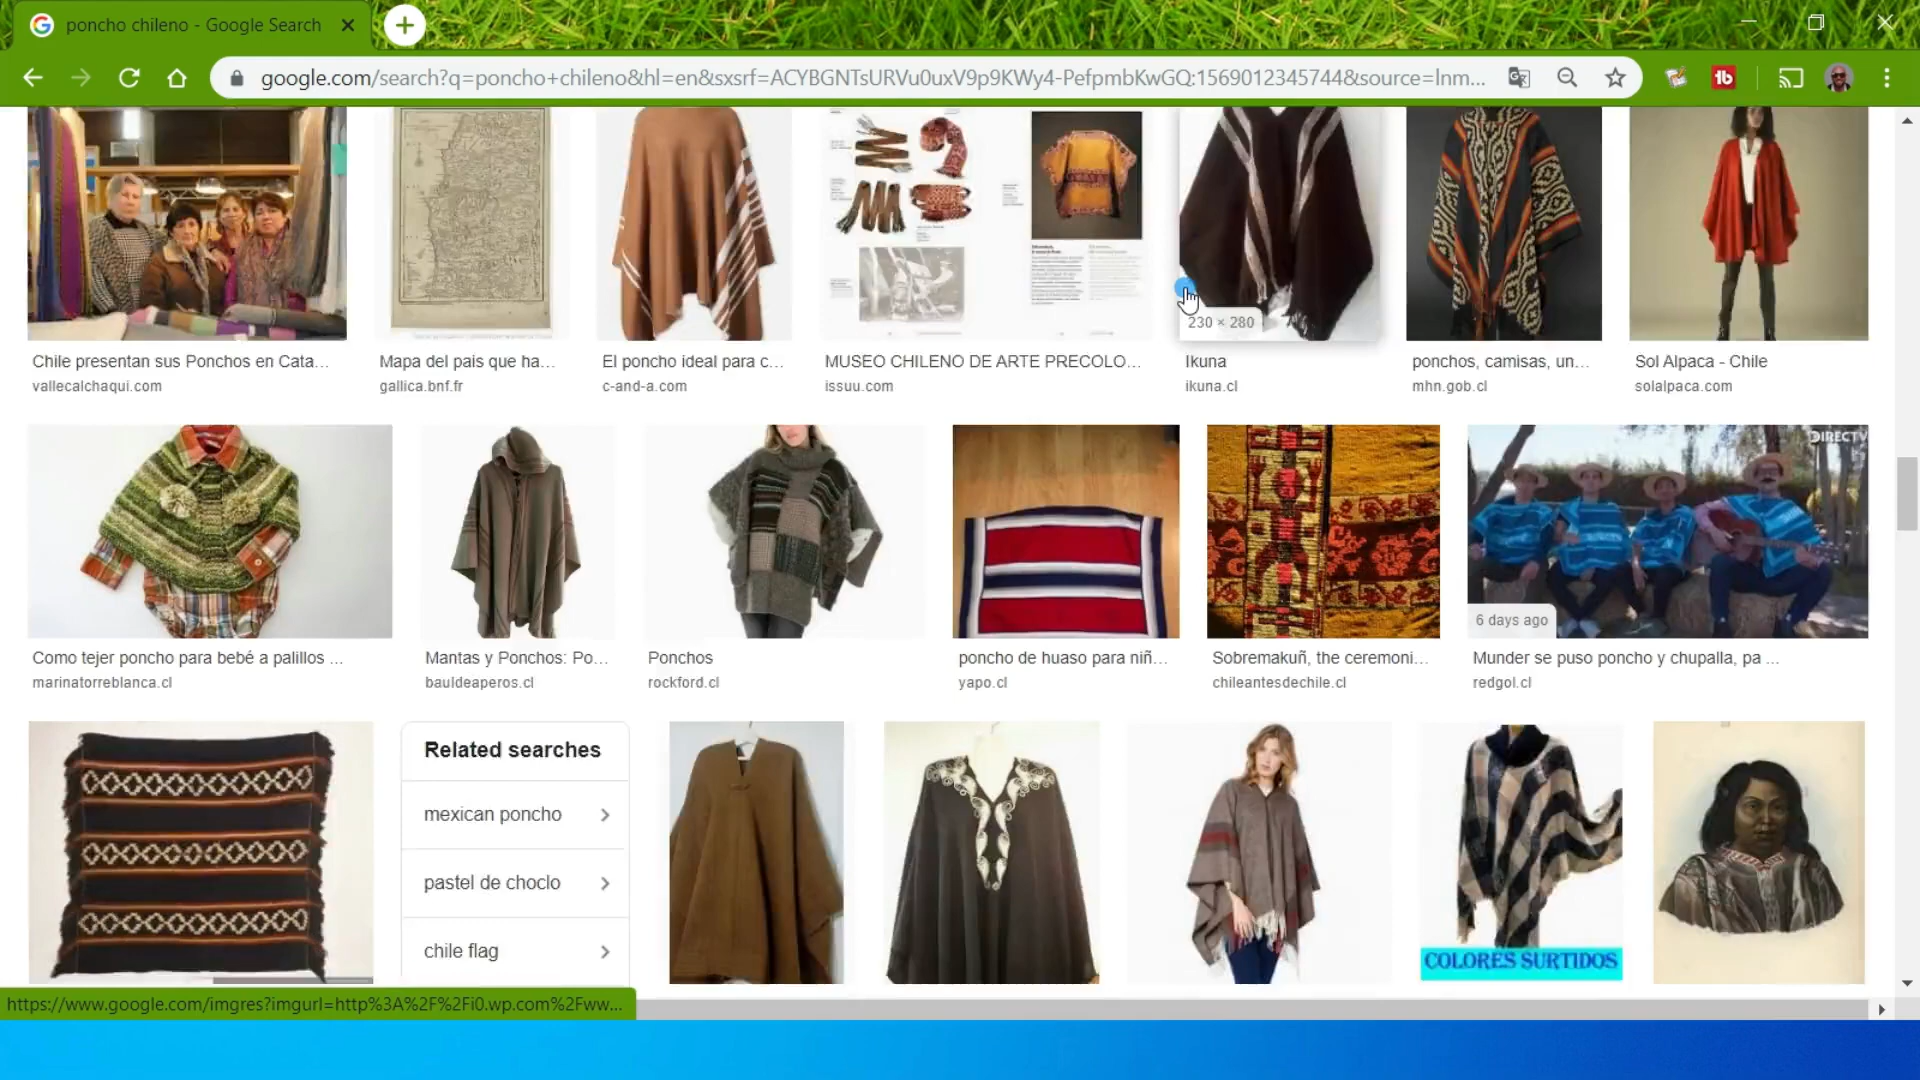 poncho chileno - Google Search
google.com/search?q=poncho+chileno&hl=en&sxsrf=ACYBGNTsURVu0uxV9p9KWy4-PefpmbKwGQ:1569012345744&source=lnm...
230 × 280
Chile presentan sus Ponchos en Cata...
vallecalchaqui.com
Mapa del pais que ha...
gallica.bnf.fr
El poncho ideal para c...
c-and-a.com
MUSEO CHILENO DE ARTE PRECOLO...
issuu.com
Ikuna
ikuna.cl
ponchos, camisas, un...
mhn.gob.cl
Sol Alpaca - Chile
solalpaca.com
DIRECTV
6 days ago
Como tejer poncho para bebé a palillos ...
marinatorreblanca.cl
Mantas y Ponchos: Po...
bauldeaperos.cl
Ponchos
rockford.cl
poncho de huaso para niñ...
yapo.cl
Sobremakuñ, the ceremoni...
chileantesdechile.cl
Munder se puso poncho y chupalla, pa ...
redgol.cl
Related searches
mexican poncho
pastel de choclo
chile flag
COLORES SURTIDOS
https://www.google.com/imgres?imgurl=http%3A%2F%2Fi0.wp.com%2Fww...